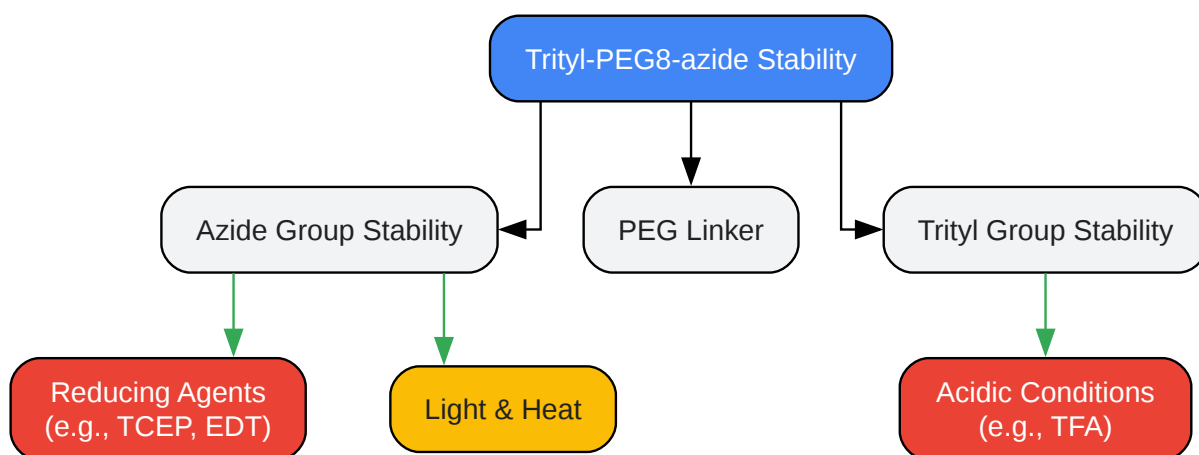 Trityl-PEG8-azide Stability
Azide Group Stability
PEG Linker
Trityl Group Stability
Reducing Agents
(e.g., TCEP, EDT)
Light & Heat
Acidic Conditions
(e.g., TFA)